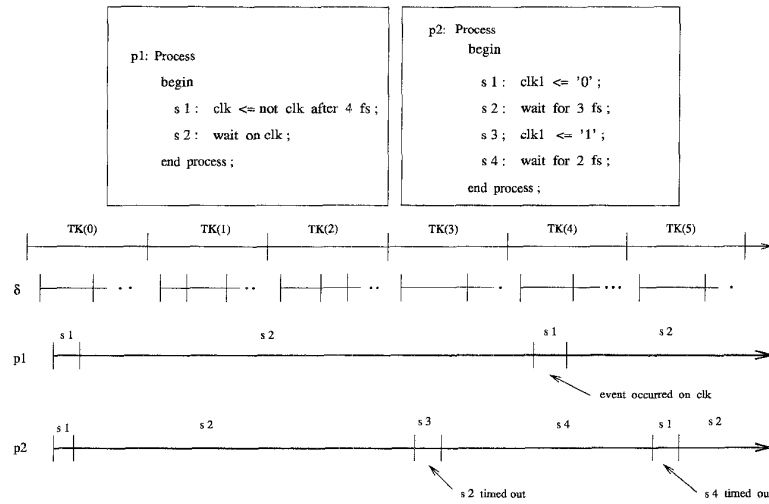 p1: Process
begin
s 1 : clk <= not clk after 4 fs ;
s 2 : wait on clk ;
end process ;
p2: Process
begin
s 1 : clk1 <= '0' ;
s 2 : wait for 3 fs ;
s 3 ; clk1 <= '1' ;
s 4 : wait for 2 fs ;
end process ;
TK(0) TK(1) TK(2) TK(3) TK(4) TK(5)
δ
s 1 s 2 s 1 s 2
p1
event occurred on clk
s 1 s 2 s 3 s 4 s 1 s 2
p2
s 2 timed out s 4 timed ou